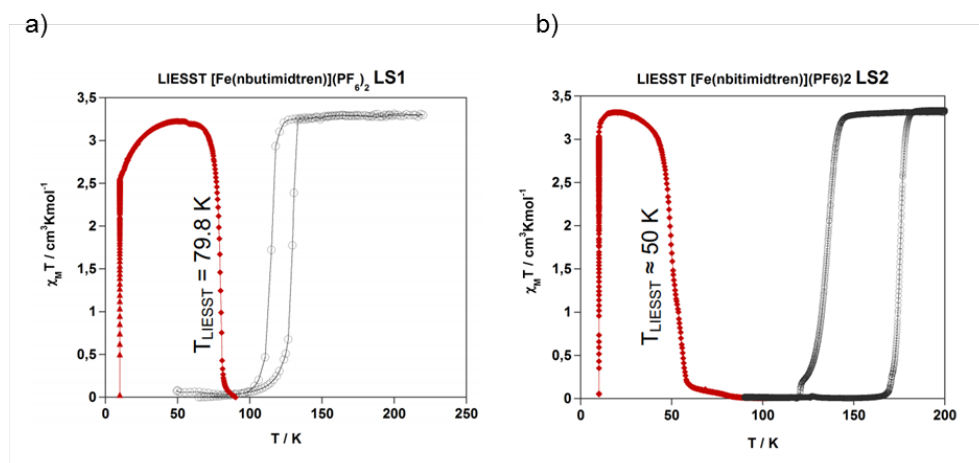 a)
LIESST [Fe(nbutimidtren)](PF6)2 LS1
3,5
3
2,5
2
1,5
1
0,5
0
χMT / cm3Kmol-1
TLIESST = 79.8 K
0
50
100
150
200
250
T / K
b)
LIESST [Fe(nbitimidtren)](PF6)2 LS2
3,5
3
2,5
2
1,5
1
0,5
0
χMT / cm3Kmol-1
TLIESST ≈ 50 K
0
50
100
150
200
T / K